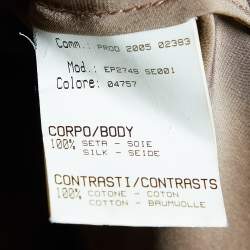 Comm.: PROD 2005 02383
Mod.: EP2748 SE001
Colore: 04757
CORPO/BODY
100% SETA - SOIE
SILK - SEIDE
CONTRASTI/CONTRASTS
100% COTONE - COTON
COTTON - BAUMWOLLE